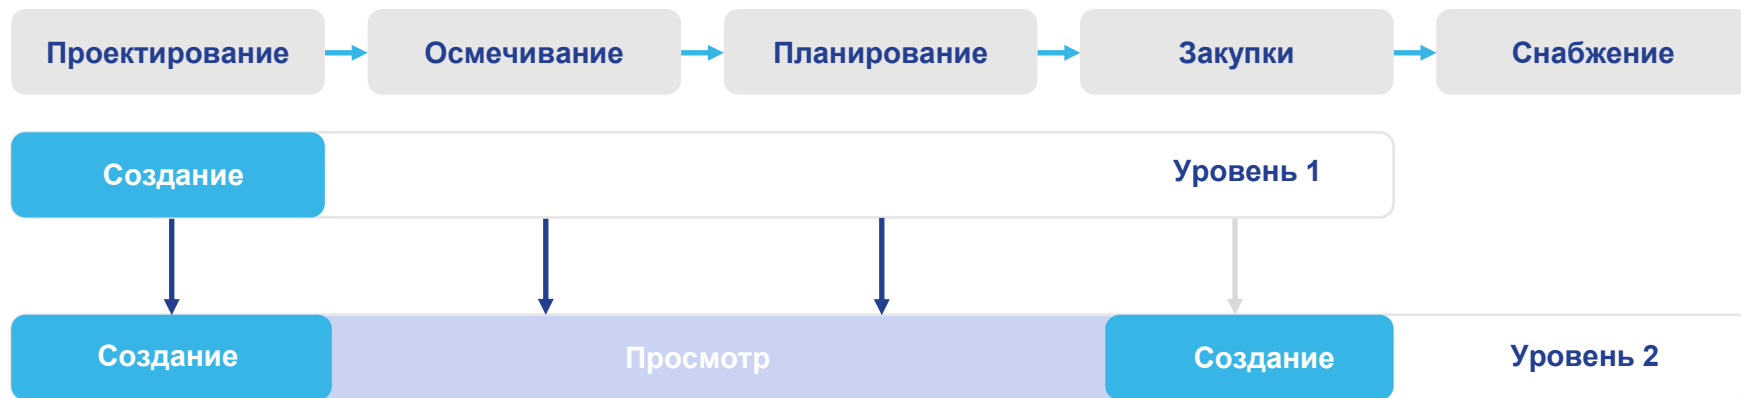 Проектирование
Осмечивание
Планирование
Закупки
Снабжение
Создание
Уровень 1
Создание
Просмотр
Создание
Уровень 2